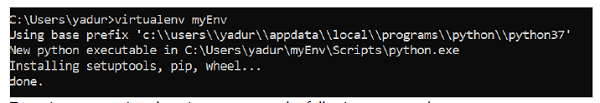 C:\Users\yadur>virtualenv myEnv
Using base prefix 'c:\\users\\yadur\\appdata\\local\\programs\\python\\python37'
New python executable in C:\Users\yadur\myEnv\Scripts\python.exe
Installing setuptools, pip, wheel...
done.